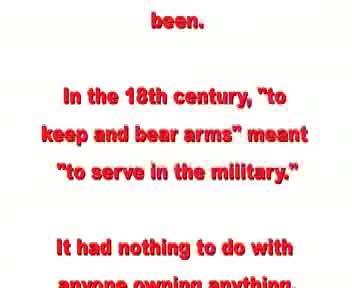 been.
In the 18th century, "to
keep and bear arms" meant
"to serve in the military."
It had nothing to do with
anyone owning anything.